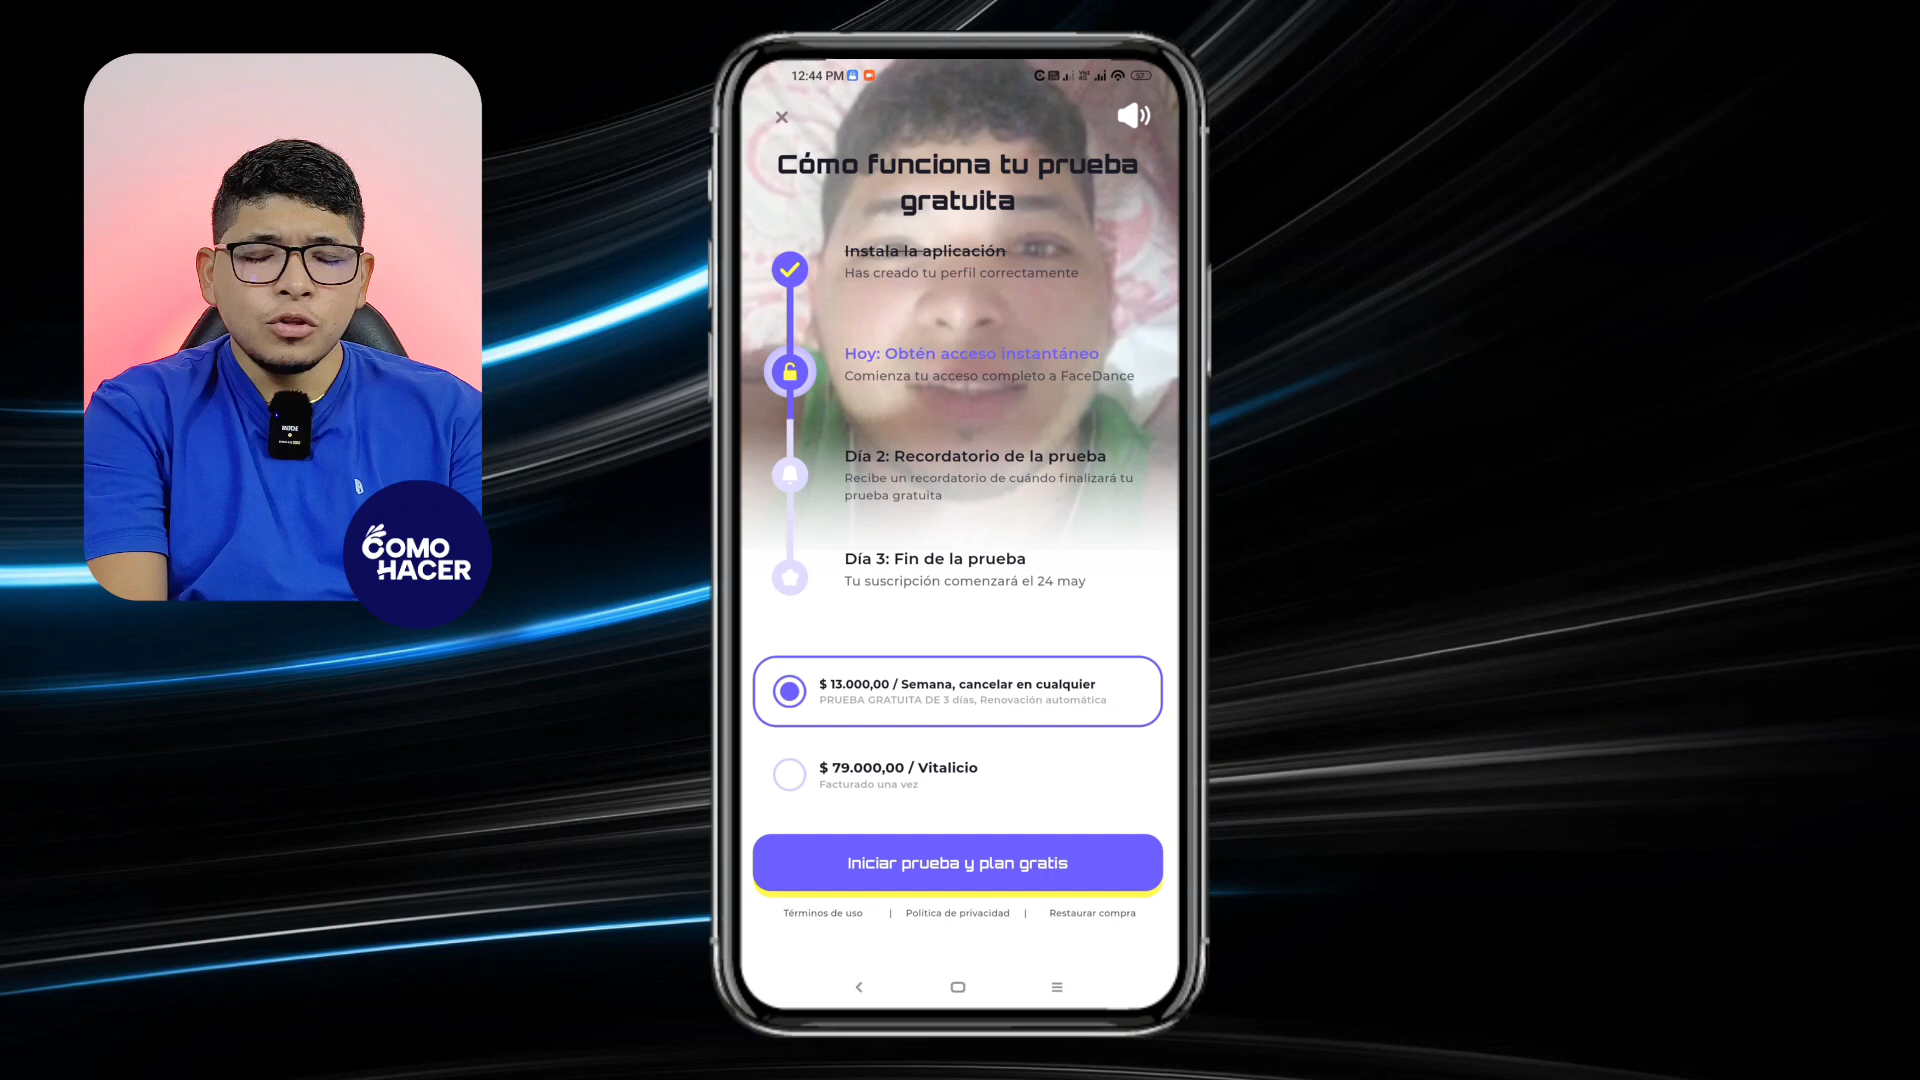 12:44 PM
57
Cómo funciona tu prueba
gratuita
Instala la aplicación
Has creado tu perfil correctamente
Hoy: Obtén acceso instantáneo
Comienza tu acceso completo a FaceDance
Día 2: Recordatorio de la prueba
Recibe un recordatorio de cuándo finalizará tu
prueba gratuita
Día 3: Fin de la prueba
Tu suscripción comenzará el 24 may
$ 13.000,00 / Semana, cancelar en cualquier
PRUEBA GRATUITA DE 3 días, Renovación automática
$ 79.000,00 / Vitalicio
Facturado una vez
Iniciar prueba y plan gratis
Términos de uso | Política de privacidad | Restaurar compra
RØDE
COMO
HACER